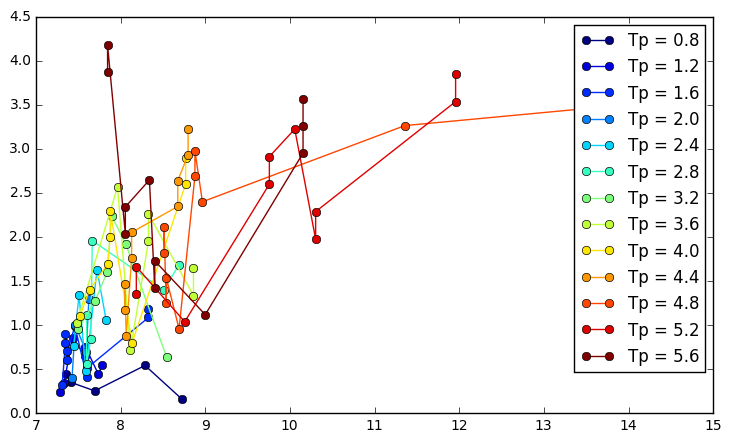 4.5
4.0
3.5
3.0
2.5
2.0
1.5
1.0
0.5
0.0
7
8
9
10
11
12
13
14
15
Tp = 0.8
Tp = 1.2
Tp = 1.6
Tp = 2.0
Tp = 2.4
Tp = 2.8
Tp = 3.2
Tp = 3.6
Tp = 4.0
Tp = 4.4
Tp = 4.8
Tp = 5.2
Tp = 5.6